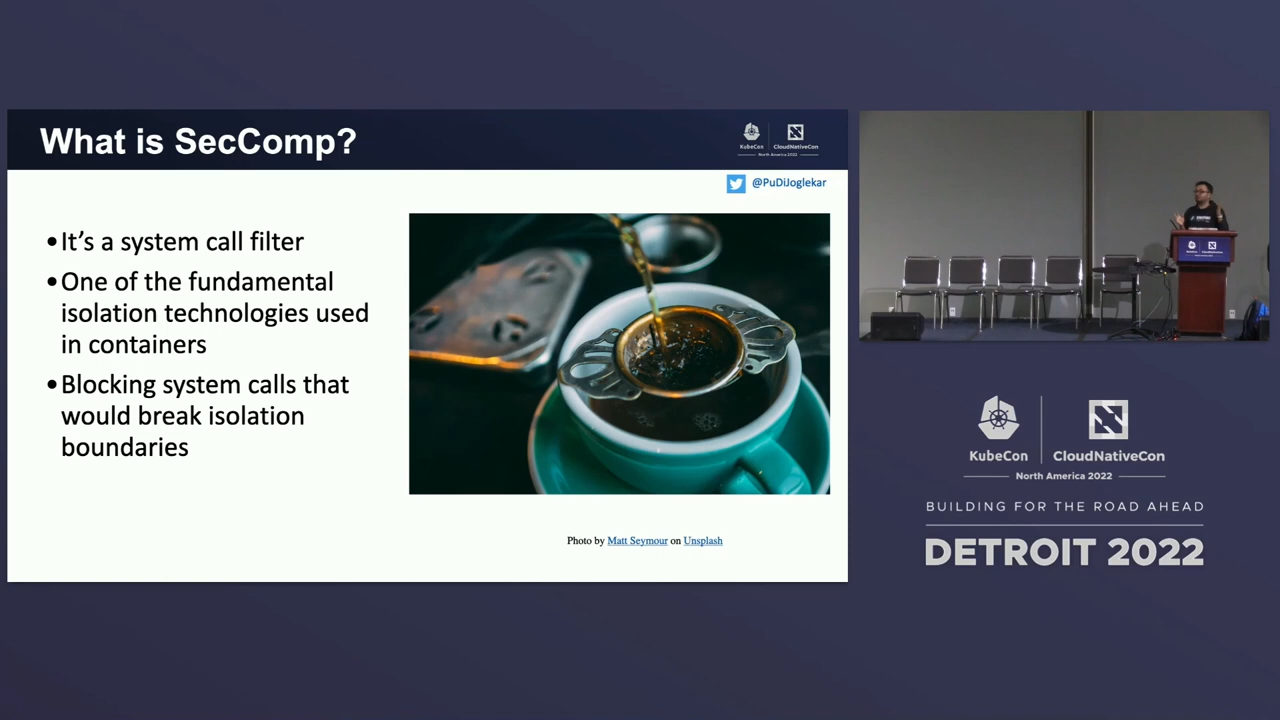 What is SecComp?
KubeCon
CloudNativeCon
North America 2022
@PuDiJoglekar
•It's a system call filter
•One of the fundamental
isolation technologies used
in containers
•Blocking system calls that
would break isolation
boundaries
Photo by Matt Seymour on Unsplash
KubeCon
CloudNativeCon
North America 2022
BUILDING FOR THE ROAD AHEAD
DETROIT 2022